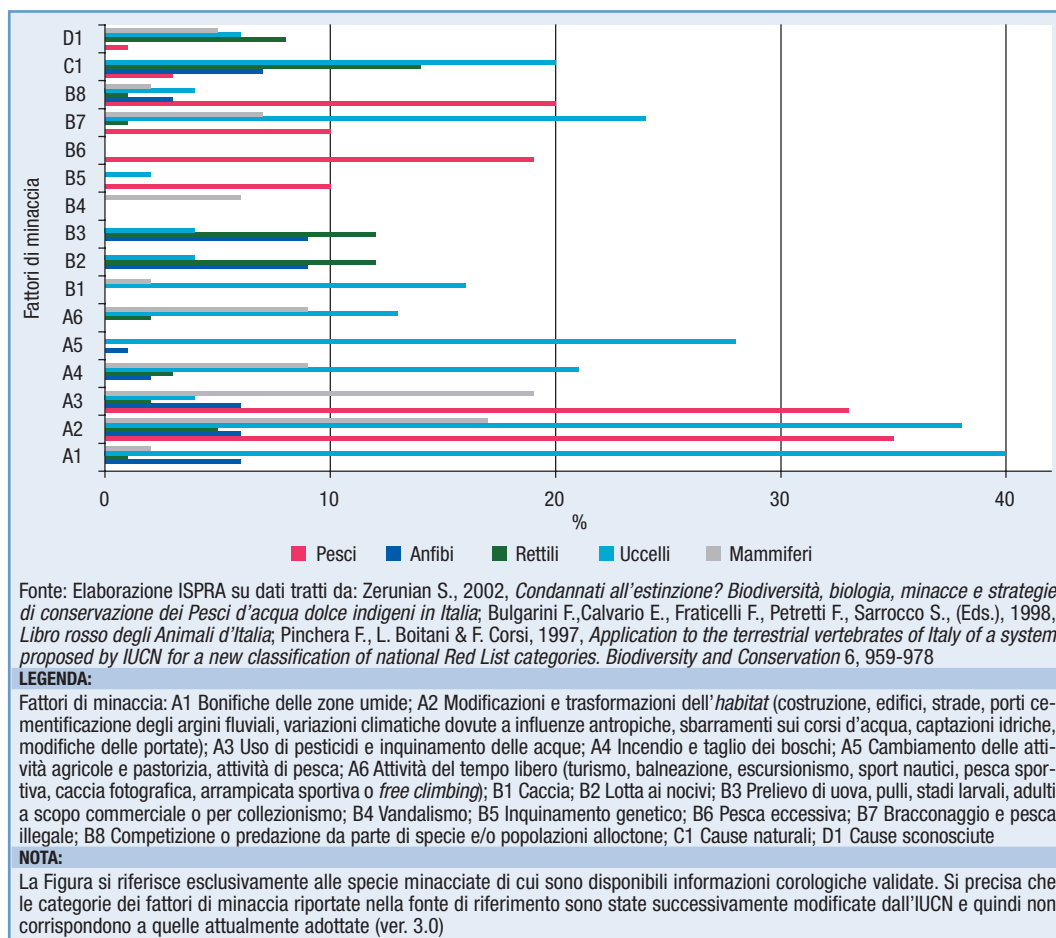 Fattori di minaccia
D1
C1
B8
B7
B6
B5
B4
B3
B2
B1
A6
A5
A4
A3
A2
A1
0 10 20 30 40
%
Pesci Anfibi Rettili Uccelli Mammiferi
Fonte: Elaborazione ISPRA su dati tratti da: Zerunian S., 2002, Condannati all'estinzione? Biodiversità, biologia, minacce e strategie
di conservazione dei Pesci d'acqua dolce indigeni in Italia; Bulgarini F.,Calvario E., Fraticelli F., Petretti F., Sarrocco S., (Eds.), 1998,
Libro rosso degli Animali d'Italia; Pinchera F., L. Boitani & F. Corsi, 1997, Application to the terrestrial vertebrates of Italy of a system
proposed by IUCN for a new classification of national Red List categories. Biodiversity and Conservation 6, 959-978
LEGENDA:
Fattori di minaccia: A1 Bonifiche delle zone umide; A2 Modificazioni e trasformazioni dell'habitat (costruzione, edifici, strade, porti ce-
mentificazione degli argini fluviali, variazioni climatiche dovute a influenze antropiche, sbarramenti sui corsi d'acqua, captazioni idriche,
modifiche delle portate); A3 Uso di pesticidi e inquinamento delle acque; A4 Incendio e taglio dei boschi; A5 Cambiamento delle atti-
vità agricole e pastorizia, attività di pesca; A6 Attività del tempo libero (turismo, balneazione, escursionismo, sport nautici, pesca spor-
tiva, caccia fotografica, arrampicata sportiva o free climbing); B1 Caccia; B2 Lotta ai nocivi; B3 Prelievo di uova, pulli, stadi larvali, adulti
a scopo commerciale o per collezionismo; B4 Vandalismo; B5 Inquinamento genetico; B6 Pesca eccessiva; B7 Bracconaggio e pesca
illegale; B8 Competizione o predazione da parte di specie e/o popolazioni alloctone; C1 Cause naturali; D1 Cause sconosciute
NOTA:
La Figura si riferisce esclusivamente alle specie minacciate di cui sono disponibili informazioni corologiche validate. Si precisa che
le categorie dei fattori di minaccia riportate nella fonte di riferimento sono state successivamente modificate dall'IUCN e quindi non
corrispondono a quelle attualmente adottate (ver. 3.0)